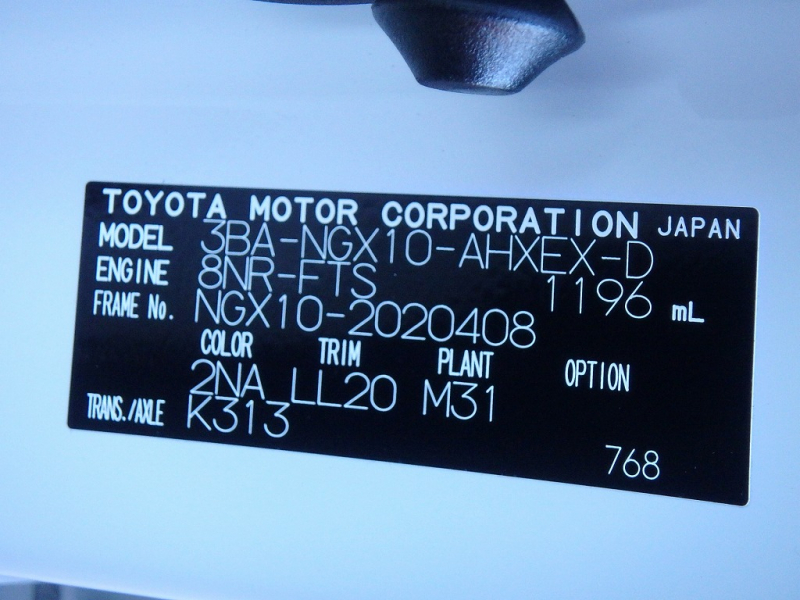 TOYOTA MOTOR CORPORATION JAPAN
MODEL 3BA-NGX10-AHXEX-D
ENGINE 8NR-FTS 1196 mL
FRAME No. NGX10-2020408
COLOR TRIM PLANT OPTION
2NA LL20 M31
TRANS./AXLE K313
768